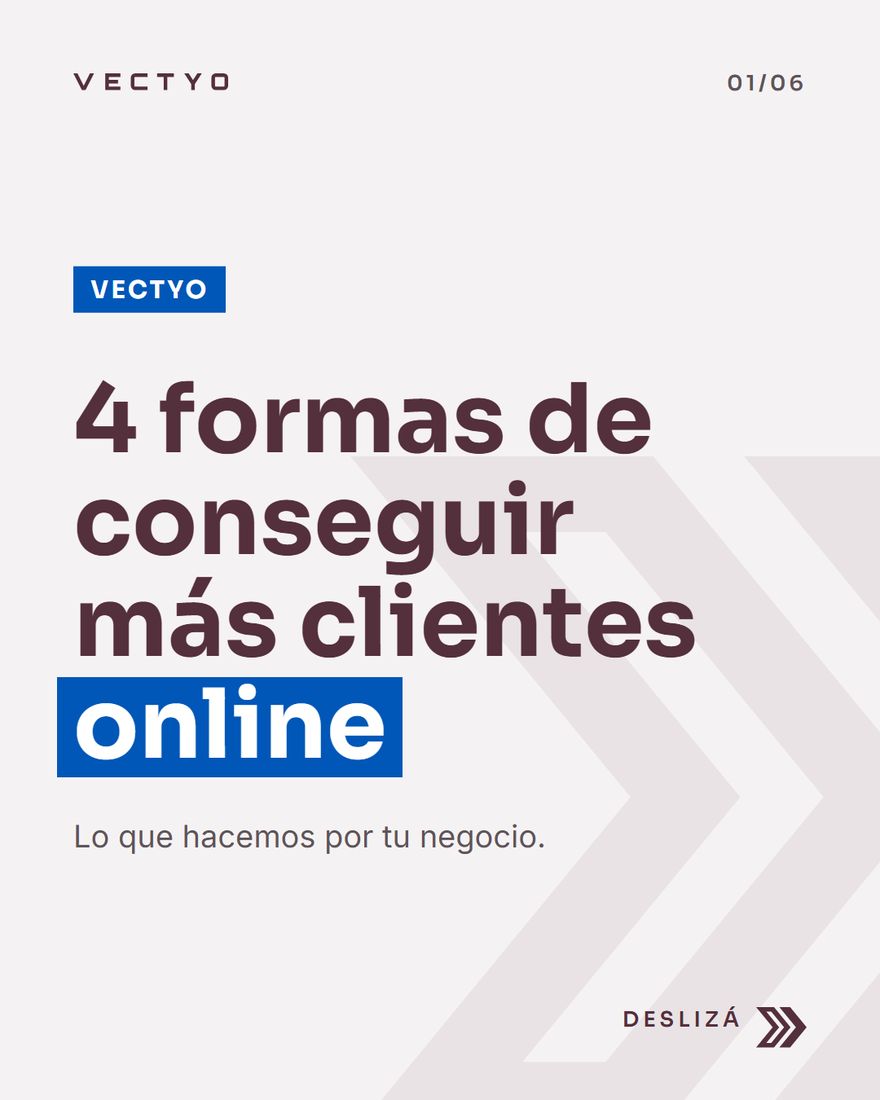 VECTYO
01/06
VECTYO
4 formas de
conseguir
más clientes
online
Lo que hacemos por tu negocio.
DESLIZÁ